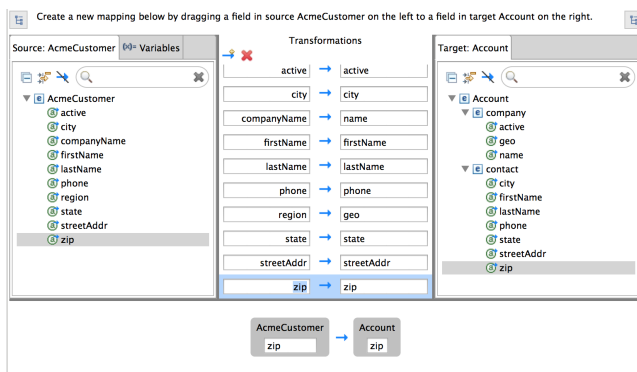 Create a new mapping below by dragging a field in source AcmeCustomer on the left to a field in target Account on the right.
Source: AcmeCustomer
(x)= Variables
AcmeCustomer
active
city
companyName
firstName
lastName
phone
region
state
streetAddr
zip
Transformations
active active
city city
companyName name
firstName firstName
lastName lastName
phone phone
region geo
state state
streetAddr streetAddr
zip zip
Target: Account
Account
company
active
geo
name
contact
city
firstName
lastName
phone
state
streetAddr
zip
AcmeCustomer Account
zip zip